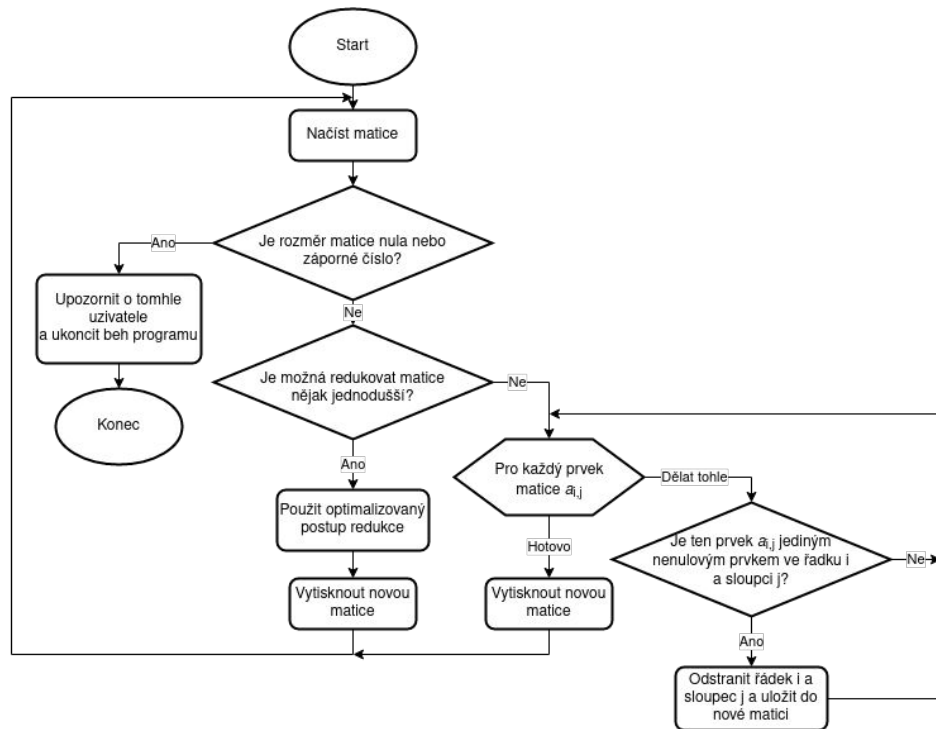 Start
Načíst matice
Je rozměr matice nula nebo
záporné číslo?
Ano
Upozornit o tomhle
uzivatele
a ukoncit beh programu
Konec
Ne
Je možná redukovat matice
nějak jednodušší?
Ne
Ano
Použit optimalizovaný
postup redukce
Vytisknout novou
matice
Pro každý prvek
matice ai,j
Dělat tohle
Hotovo
Vytisknout novou
matice
Je ten prvek ai,j jediným
nenulovým prvkem ve řadku i
a sloupci j?
Ne
Ano
Odstranit řádek i a
sloupec j a uložit do
nové matici